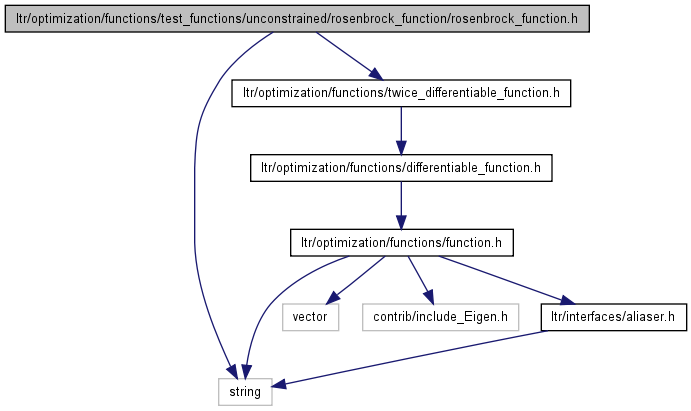 ltr/optimization/functions/test_functions/unconstrained/rosenbrock_function/rosenbrock_function.h
ltr/optimization/functions/twice_differentiable_function.h
ltr/optimization/functions/differentiable_function.h
ltr/optimization/functions/function.h
vector
contrib/include_Eigen.h
ltr/interfaces/aliaser.h
string